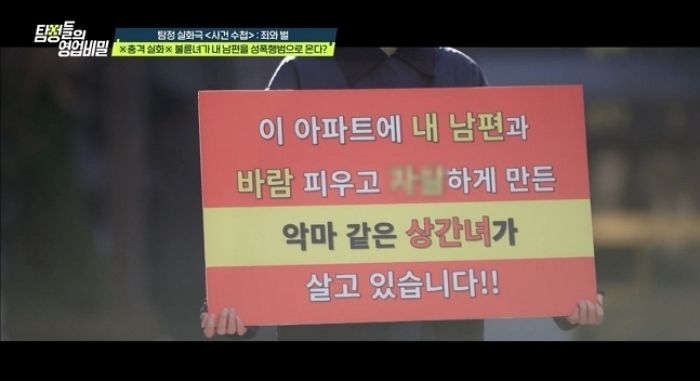 탐정들의
영업비밀
탐정 실화극 <사건 수첩> : 죄와 벌
※충격 실화※ 불륜녀가 내 남편을 성폭행범으로 몬다?
이 아파트에 내 남편과
바람 피우고 하게 만든
악마 같은 상간녀가
살고 있습니다!!